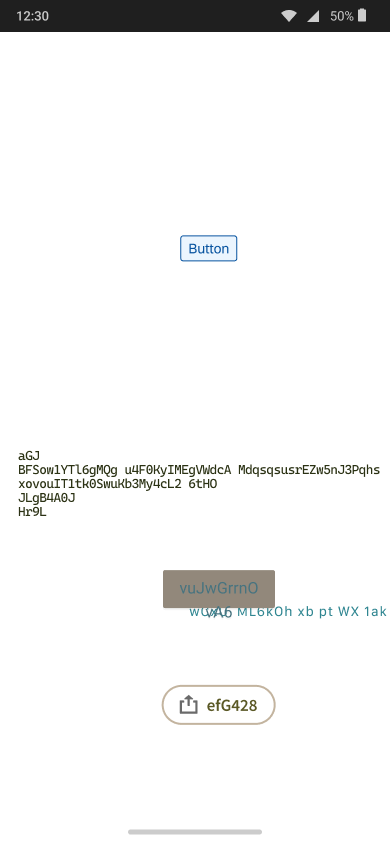 12:30
50%
Button
aGJ
BFSow1YTl6gMQg u4F0KyIMEgVWdcA MdqsqsusrEZw5nJ3Pqhs
xovouIT1tk0SwuKb3My4cL2 6tHO
JLgB4A0J
Hr9L
vuJwGrrnO
ML6kOh xb pt WX 1ak
efG428